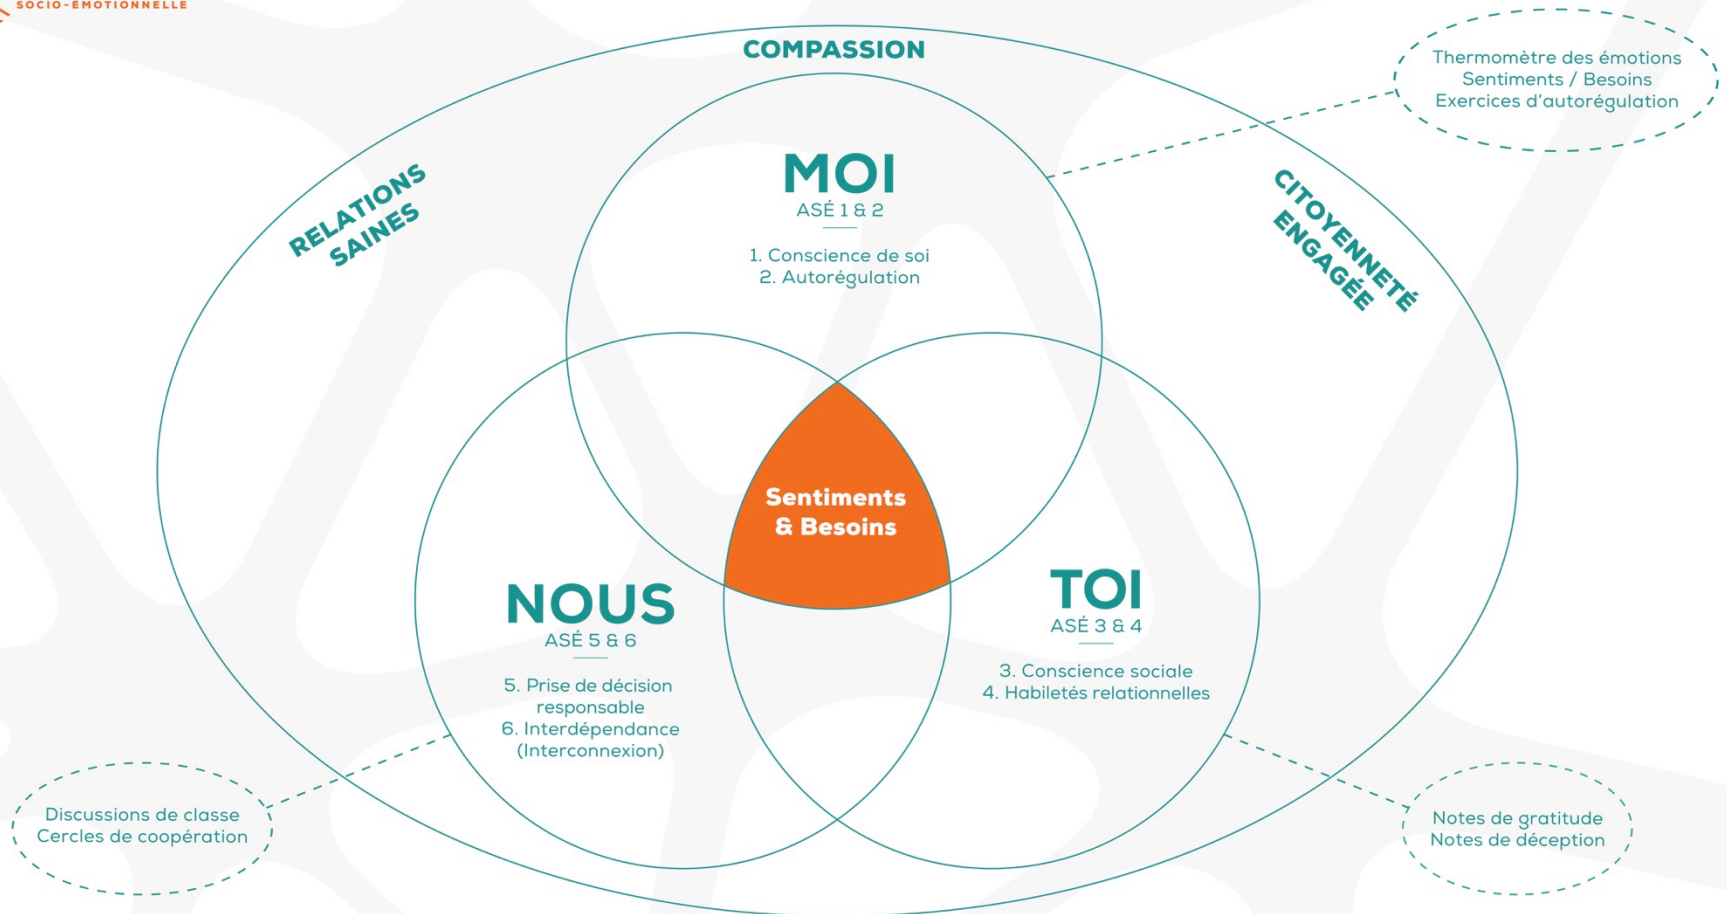 SOCIO-ÉMOTIONNELLE
COMPASSION
Thermomètre des émotions
Sentiments / Besoins
Exercices d'autorégulation
RELATIONS
SAINES
CITOYENNETÉ
ENGAGÉE
MOI
ASÉ 1 & 2
1. Conscience de soi
2. Autorégulation
Sentiments
& Besoins
NOUS
ASÉ 5 & 6
5. Prise de décision
responsable
6. Interdépendance
(Interconnexion)
TOI
ASÉ 3 & 4
3. Conscience sociale
4. Habiletés relationnelles
Discussions de classe
Cercles de coopération
Notes de gratitude
Notes de déception